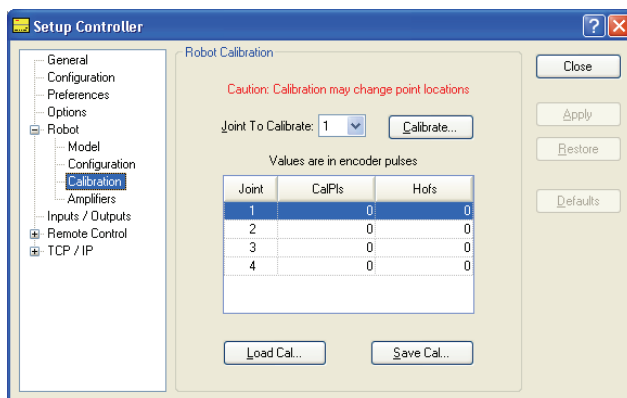 Setup Controller
General
Configuration
Preferences
Options
Robot
Model
Configuration
Calibration
Amplifiers
Inputs / Outputs
Remote Control
TCP / IP
Robot Calibration
Caution: Calibration may change point locations
Joint To Calibrate: 1 Calibrate...
Values are in encoder pulses
Joint CalPls Hofs
1 0 0
2 0 0
3 0 0
4 0 0
Load Cal... Save Cal...
Close
Apply
Restore
Defaults